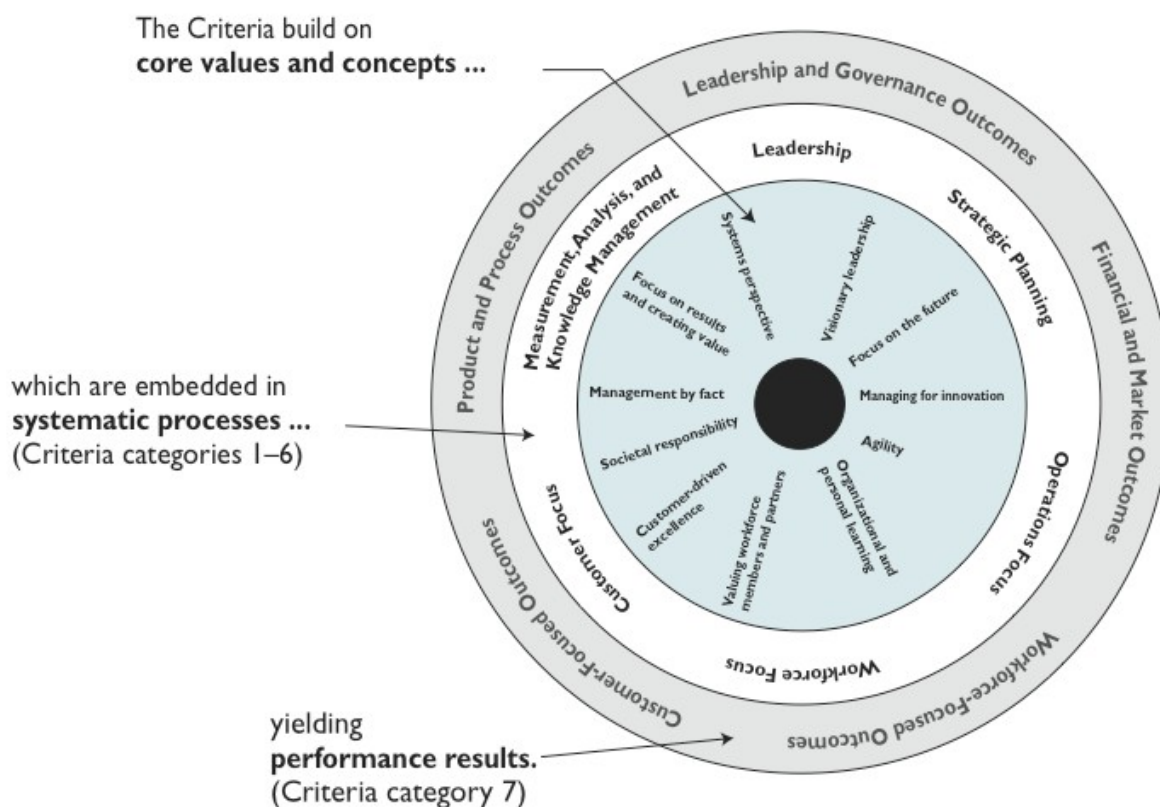 The Criteria build on
core values and concepts ...
which are embedded in
systematic processes ...
(Criteria categories 1–6)
yielding
performance results.
(Criteria category 7)
Leadership and Governance Outcomes
Financial and Market Outcomes
Workforce-Focused Outcomes
Customer-Focused Outcomes
Product and Process Outcomes
Leadership
Strategic Planning
Operations Focus
Workforce Focus
Customer Focus
Measurement, Analysis, and
Knowledge Management
Systems perspective
Visionary leadership
Focus on the future
Managing for innovation
Agility
Organizational and
personal learning
Valuing workforce
members and partners
Customer-driven
excellence
Societal responsibility
Management by fact
Focus on results
and creating value